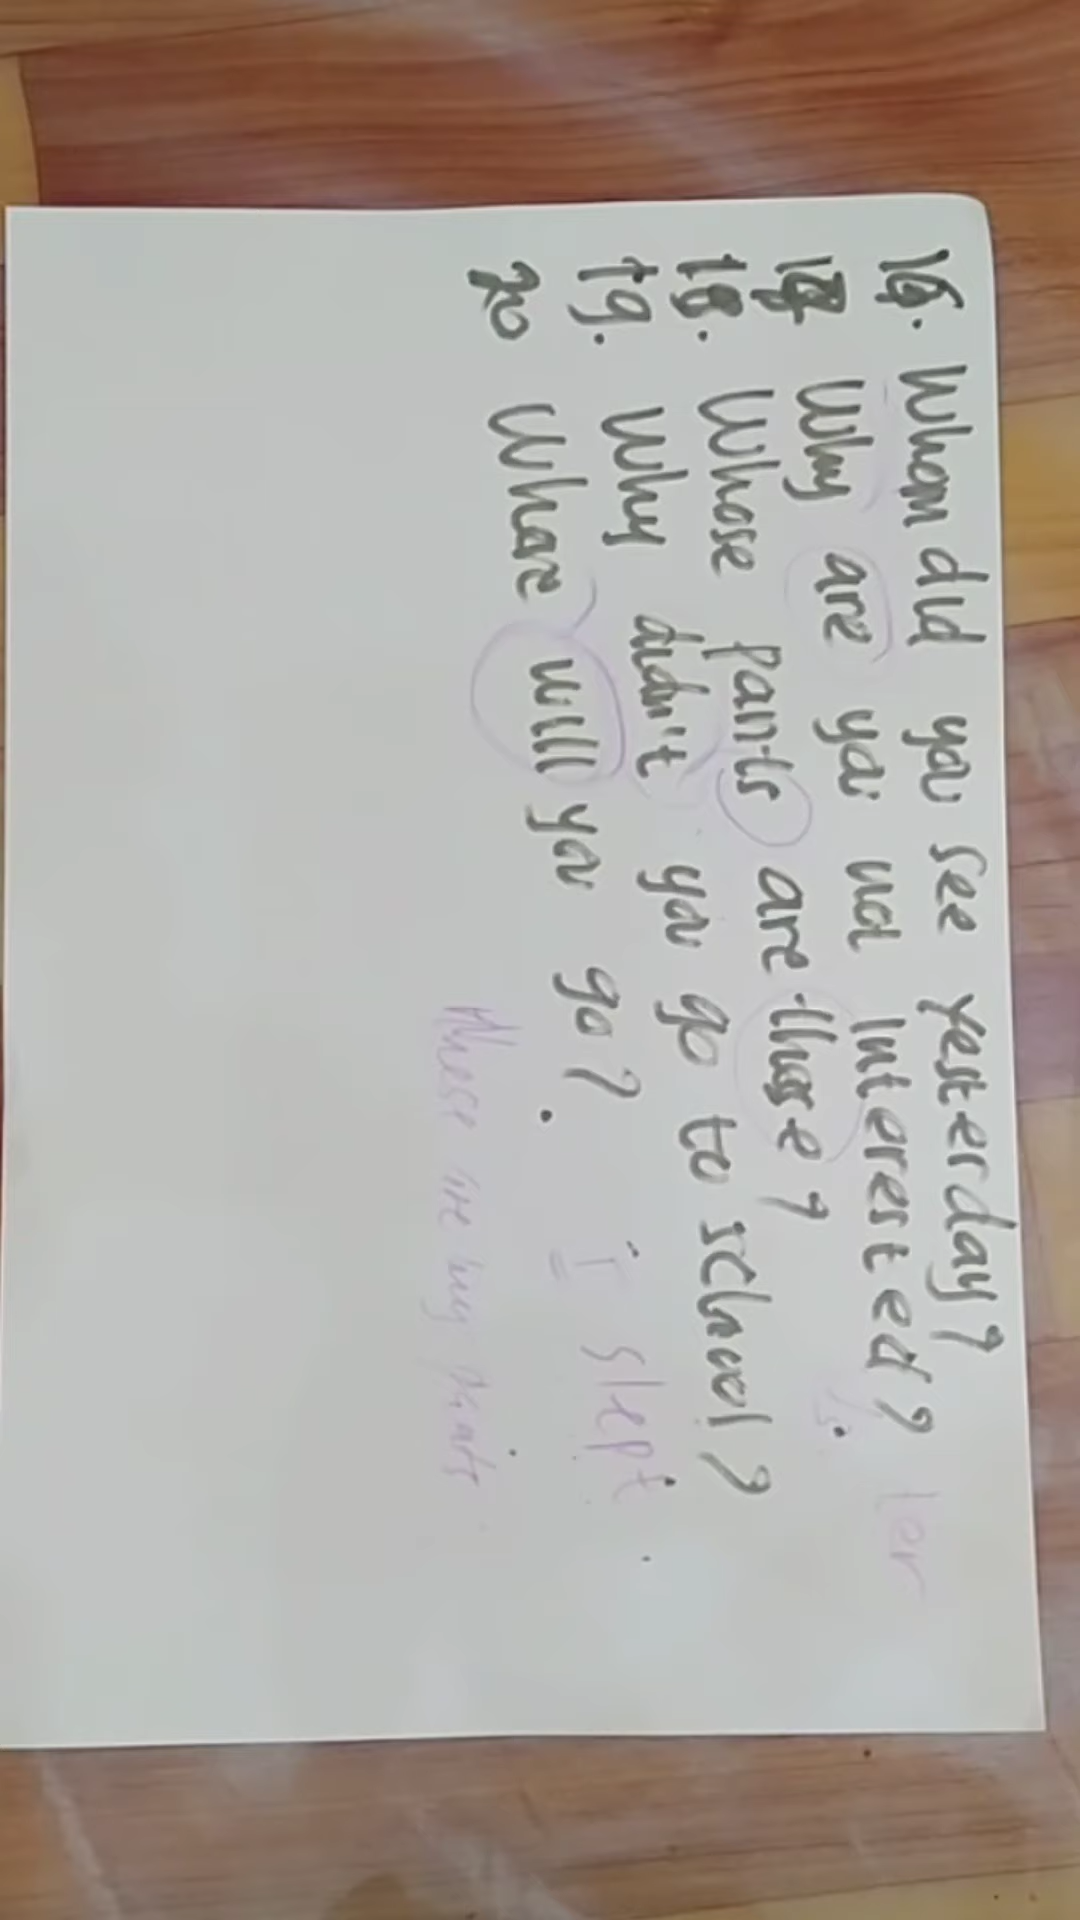 16. Whom did you see yesterday?
17 Why are you not interested?
18. Whose pants are these?
19. Why didn't you go to school?
20 Where will you go?
I slept
these are my pants